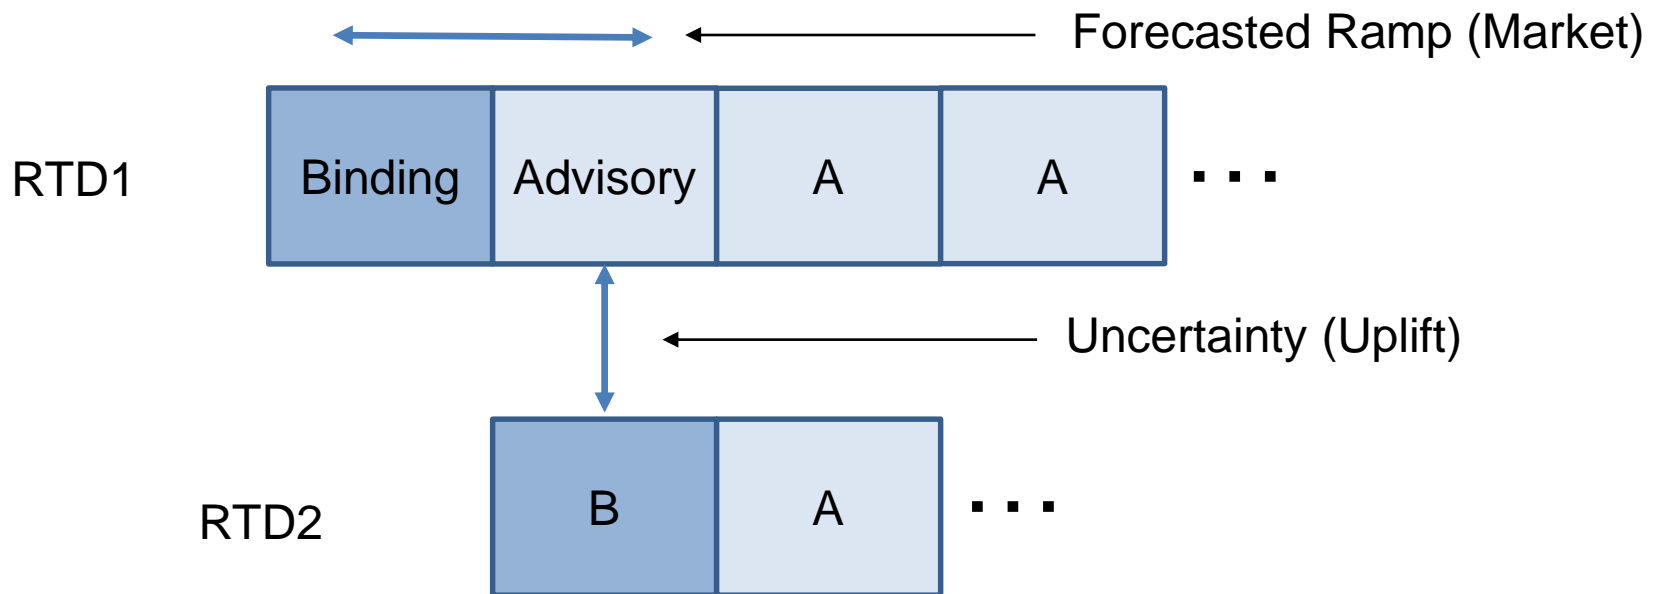 Forecasted Ramp (Market)
RTD1
Binding
Advisory
A
A
. . .
Uncertainty (Uplift)
RTD2
B
A
. . .